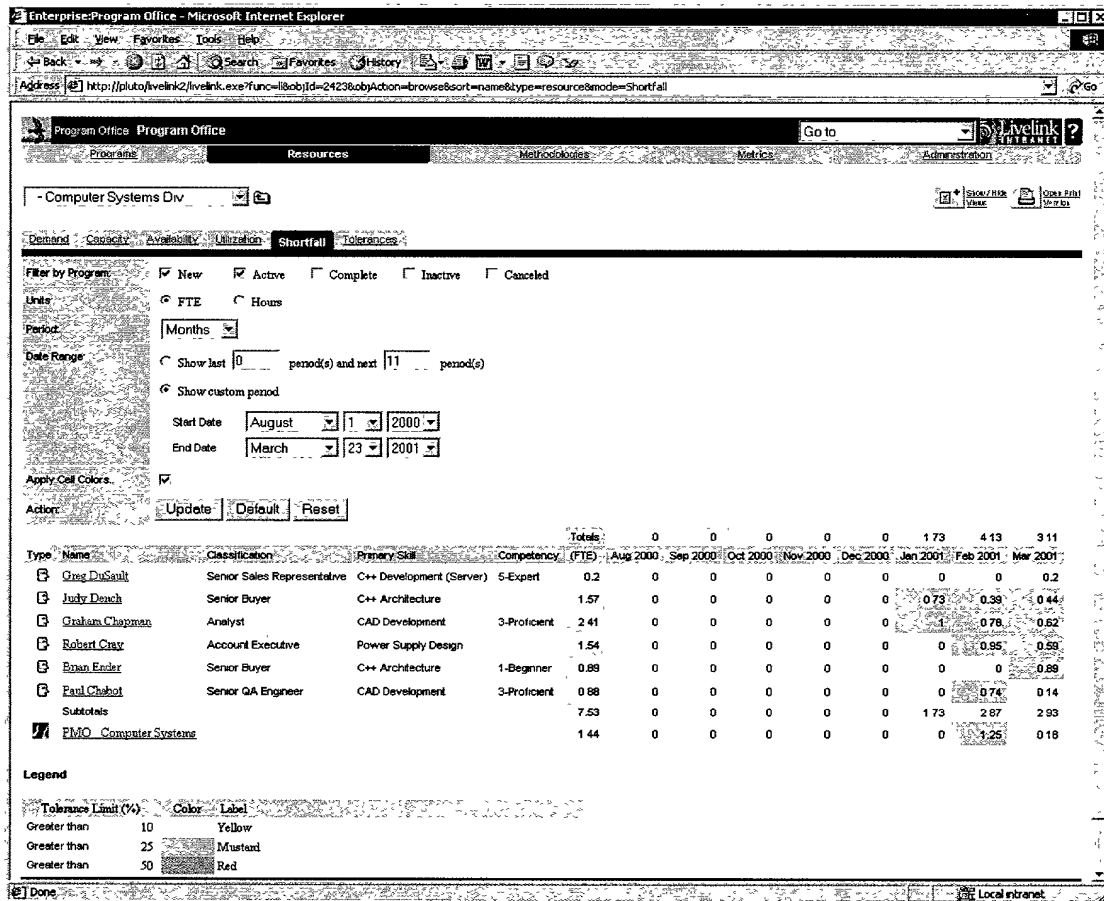 Enterprise:Program Office - Microsoft Internet Explorer
File Edit View Favorites Tools Help
Back Search Favorites History
Address http://pluto/livelink2/livelink.exe?func=ll&objId=2423&objAction=browse&sort=name&type=resource&mode=Shortfall Go
Program Office Program Office Go to Livelink INTRANET ?
Programs Resources Methodologies Metrics Administration
- Computer Systems Div Show / Hide Open Print
Version
Demand Capacity Availability Utilization Shortfall Tolerances
Filter by Program: New Active Complete Inactive Canceled
Units FTE Hours
Period: Months
Date Range Show last 0 period(s) and next 11 period(s)
Show custom period
Start Date August 1 2000
End Date March 23 2001
Apply Cell Colors.
Action: Update Default Reset
Totals 0 0 0 0 0 1 73 4 13 3 11
Type Name Classification Primary Skill Competency (FTE) Aug 2000 Sep 2000 Oct 2000 Nov 2000 Dec 2000 Jan 2001 Feb 2001 Mar 2001
Greg DuSault Senior Sales Representative C++ Development (Server) 5-Expert 0.2 0 0 0 0 0 0 0 0.2
Judy Dench Senior Buyer C++ Architecture 1.57 0 0 0 0 0 0 73 0.39 0 44
Graham Chapman Analyst CAD Development 3-Proficient 2 41 0 0 0 0 0 1 0 78 0.62
Robert Cray Account Executive Power Supply Design 1.54 0 0 0 0 0 0 0.95 0.59
Brian Ender Senior Buyer C++ Architecture 1-Beginner 0.89 0 0 0 0 0 0 0 0.89
Paul Chabot Senior QA Engineer CAD Development 3-Proficient 0 88 0 0 0 0 0 0 0 74 0 14
Subtotals 7.53 0 0 0 0 0 1 73 2 87 2 93
PMO Computer Systems 1 44 0 0 0 0 0 0 1.25 0 18
Legend
Tolerance Limit (%) Color Label
Greater than 10 Yellow
Greater than 25 Mustard
Greater than 50 Red
Done Local intranet